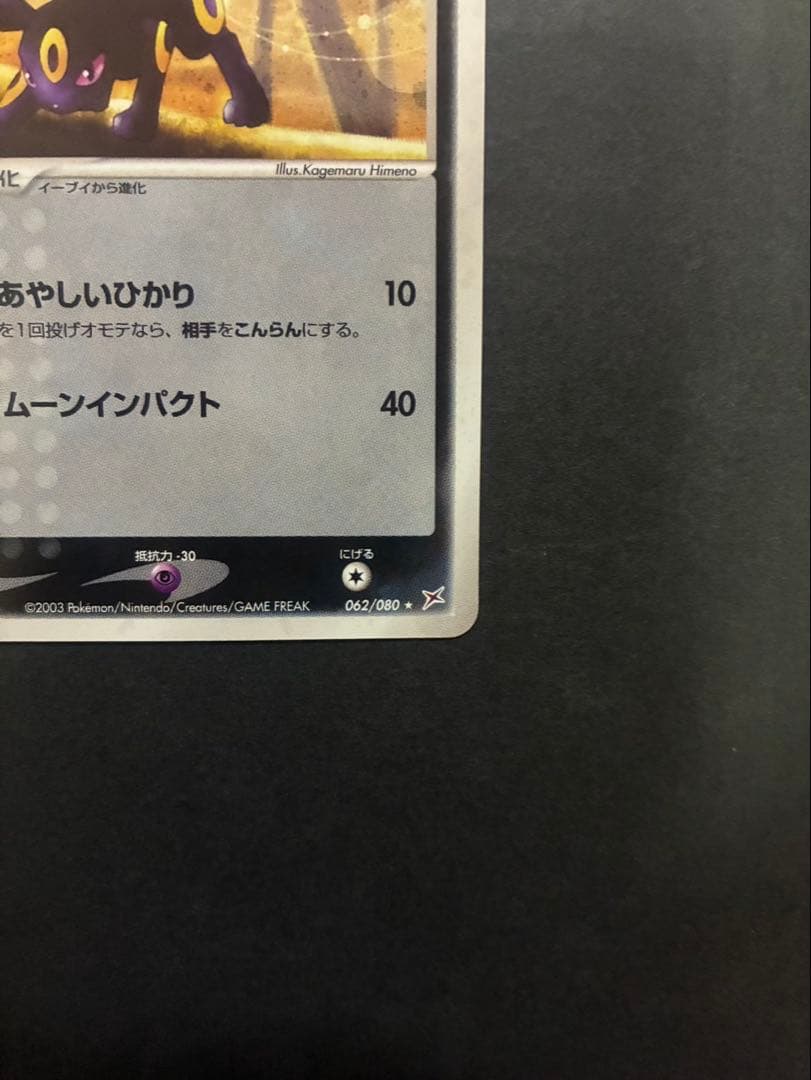 Illus.Kagemaru Himeno
化 イーブイから進化
あやしいひかり 10
を1回投げオモテなら、相手をこんらんにする。
ムーンインパクト 40
抵抗力 -30 にげる
©2003 Pokémon/Nintendo/Creatures/GAME FREAK 062/080 ★